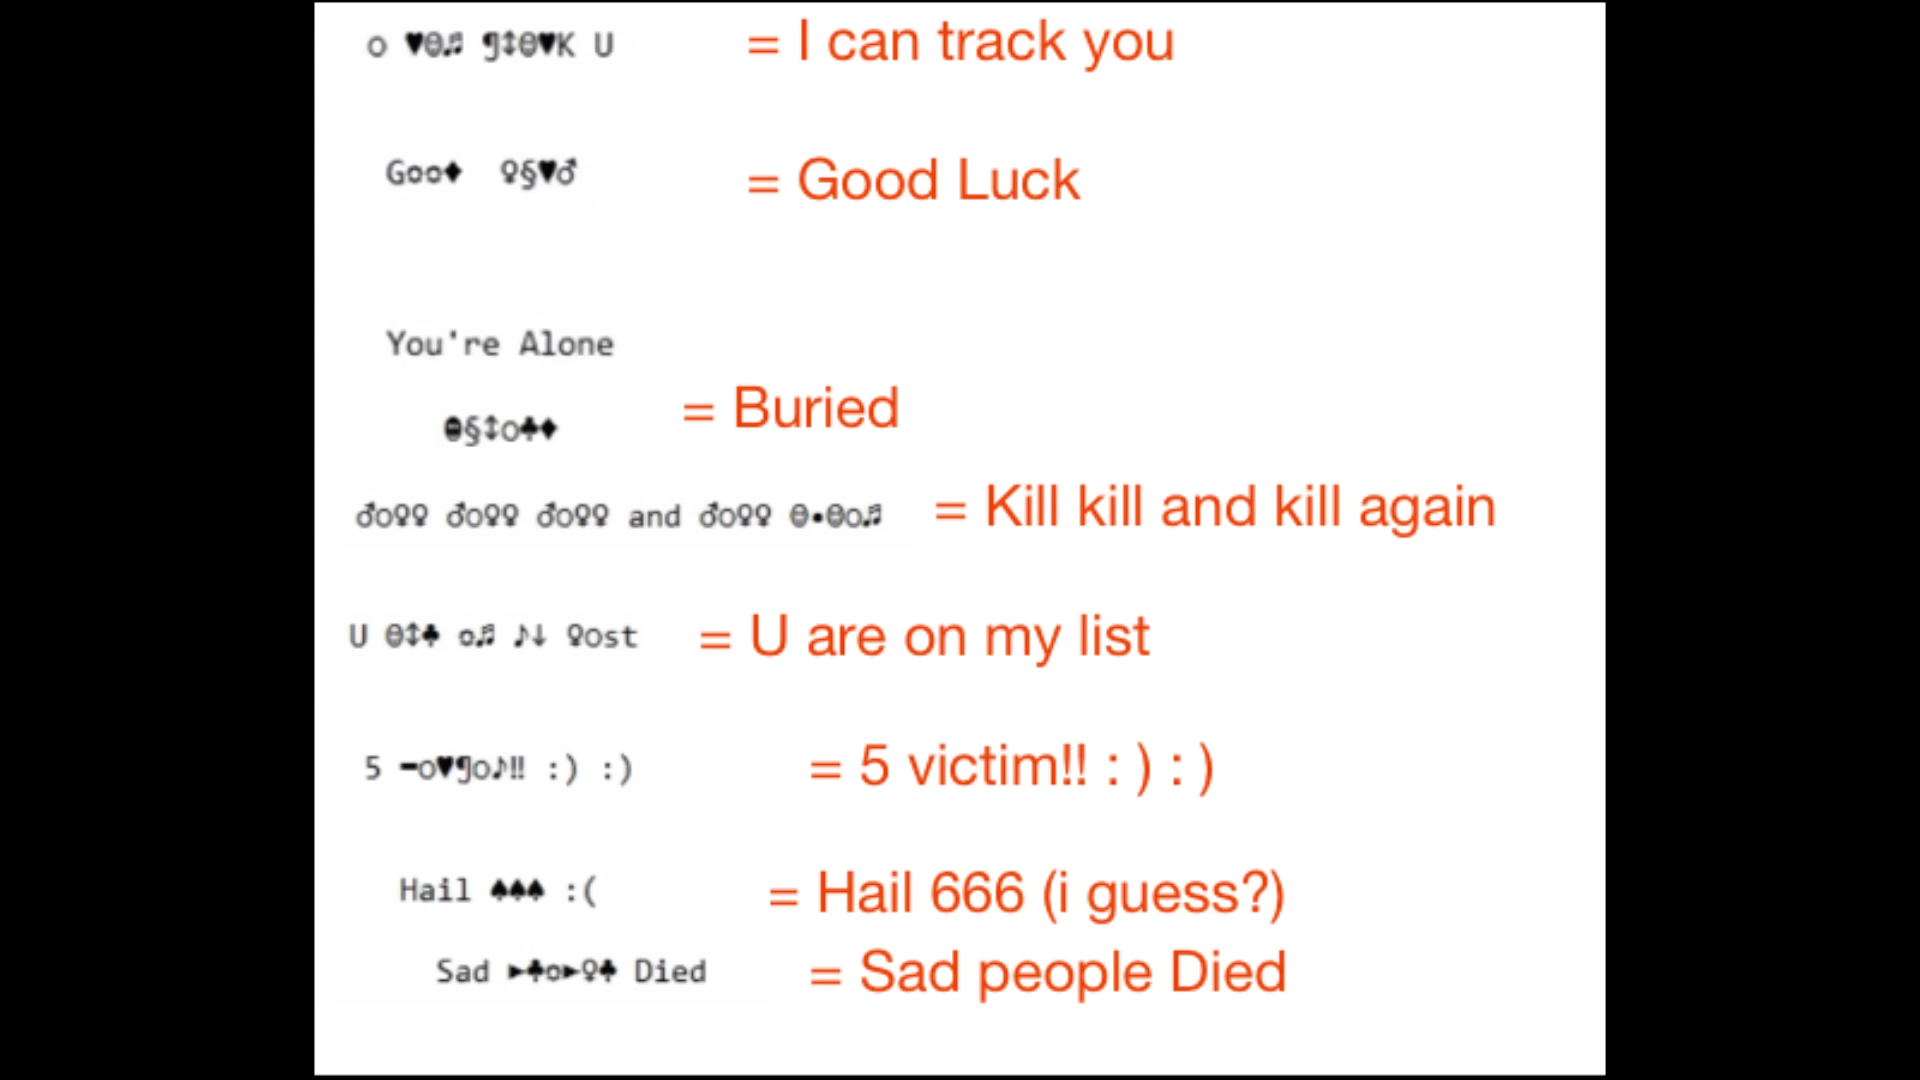 o ♥θ♬ ¶↕θ♥K U = I can track you
Goo♦ ♀§♥♂ = Good Luck
You're Alone
◘§↕o♣♦ = Buried
♂o♀♀ ♂o♀♀ ♂o♀♀ and ♂o♀♀ θ•θo♬ = Kill kill and kill again
U θ↕♣ o♬ ♪↓ ♀ost = U are on my list
5 ▬o♥¶o♪‼ :) :) = 5 victim!! : ) : )
Hail ♠♠♠ :( = Hail 666 (i guess?)
Sad ►♣o►♀♣ Died = Sad people Died